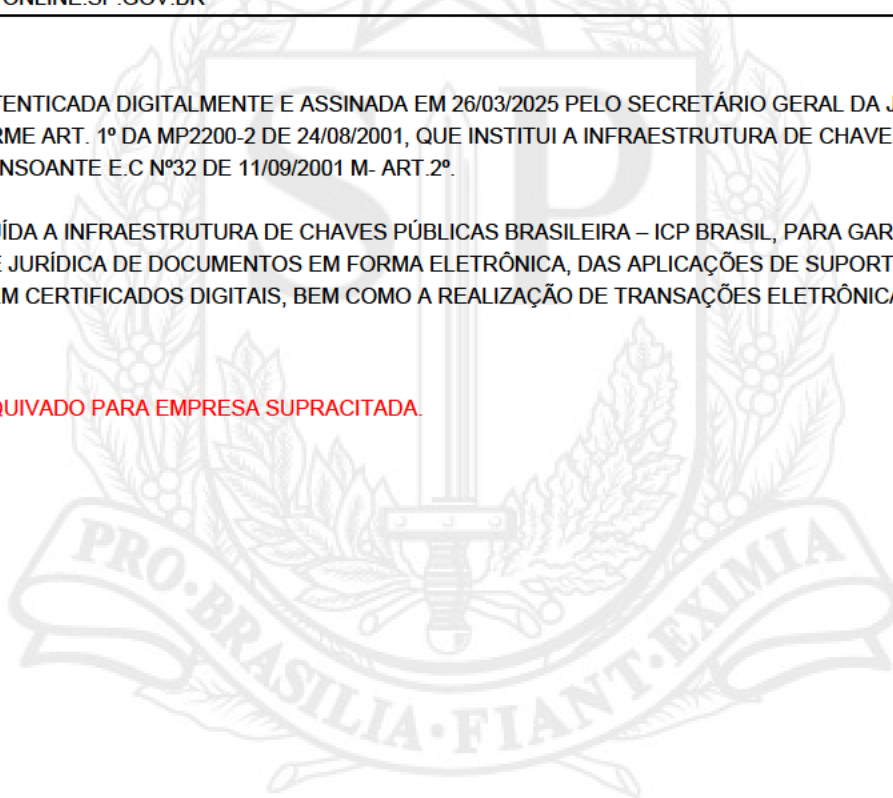 ONLINE.SP.GOV.BR
TENTICADA DIGITALMENTE E ASSINADA EM 26/03/2025 PELO SECRETÁRIO GERAL DA J
RME ART. 1º DA MP2200-2 DE 24/08/2001, QUE INSTITUI A INFRAESTRUTURA DE CHAVE
NSOANTE E.C Nº32 DE 11/09/2001 M- ART.2º.
ÍDA A INFRAESTRUTURA DE CHAVES PÚBLICAS BRASILEIRA – ICP BRASIL, PARA GAR
E JURÍDICA DE DOCUMENTOS EM FORMA ELETRÔNICA, DAS APLICAÇÕES DE SUPORT
EM CERTIFICADOS DIGITAIS, BEM COMO A REALIZAÇÃO DE TRANSAÇÕES ELETRÔNICA
QUIVADO PARA EMPRESA SUPRACITADA.
SP
PRO·BRASILIA·FIANT·EXIMIA